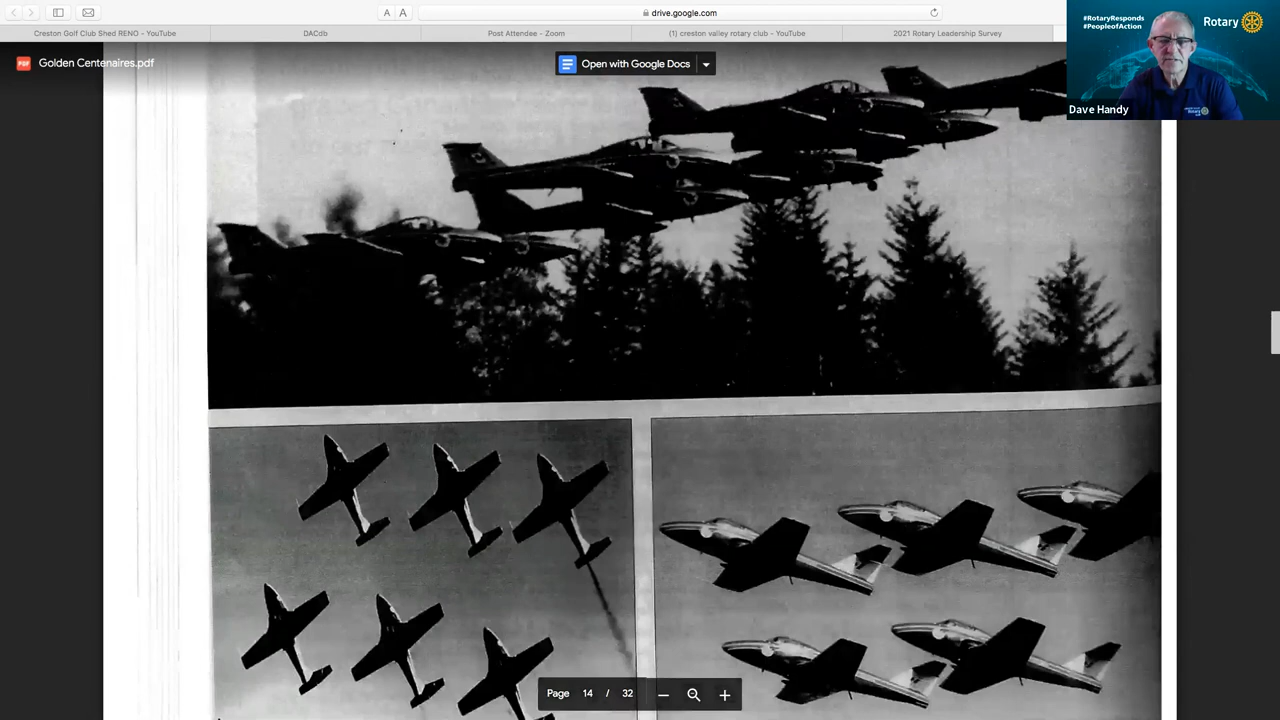 A A
drive.google.com
Creston Golf Club Shed RENO - YouTube
DACdb
Post Attendee - Zoom
(1) creston valley rotary club - YouTube
2021 Rotary Leadership Survey
PDF
Golden Centenaires.pdf
Open with Google Docs
#RotaryResponds
#PeopleofAction
Rotary
Rotary
Dave Handy
Page 14 / 32